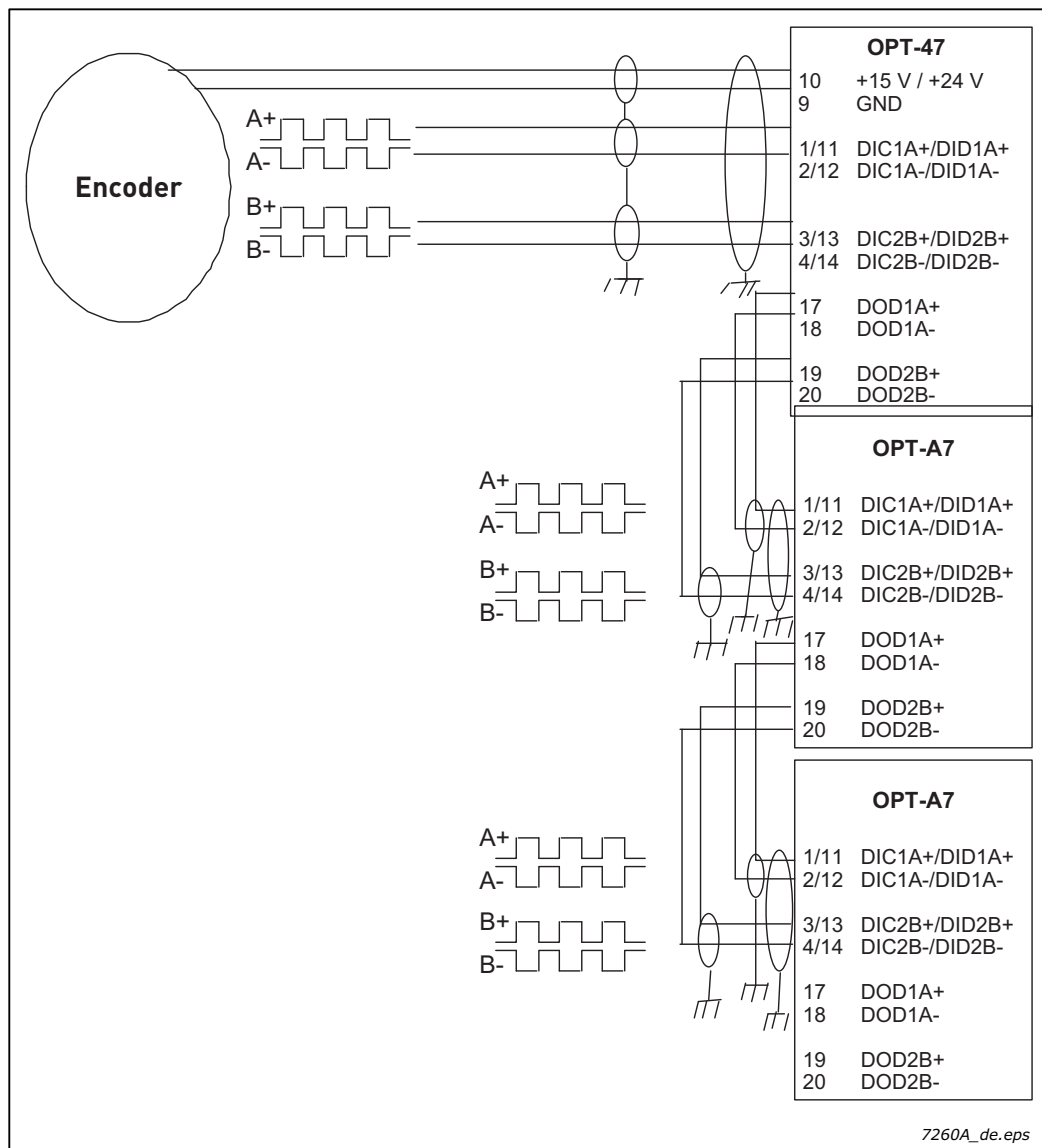 OPT-47
10 +15 V / +24 V
9 GND
A+
A-
1/11 DIC1A+/DID1A+
2/12 DIC1A-/DID1A-
Encoder
B+
B-
3/13 DIC2B+/DID2B+
4/14 DIC2B-/DID2B-
17 DOD1A+
18 DOD1A-
19 DOD2B+
20 DOD2B-
OPT-A7
A+
A-
1/11 DIC1A+/DID1A+
2/12 DIC1A-/DID1A-
B+
B-
3/13 DIC2B+/DID2B+
4/14 DIC2B-/DID2B-
17 DOD1A+
18 DOD1A-
19 DOD2B+
20 DOD2B-
OPT-A7
A+
A-
1/11 DIC1A+/DID1A+
2/12 DIC1A-/DID1A-
B+
B-
3/13 DIC2B+/DID2B+
4/14 DIC2B-/DID2B-
17 DOD1A+
18 DOD1A-
19 DOD2B+
20 DOD2B-
7260A_de.eps